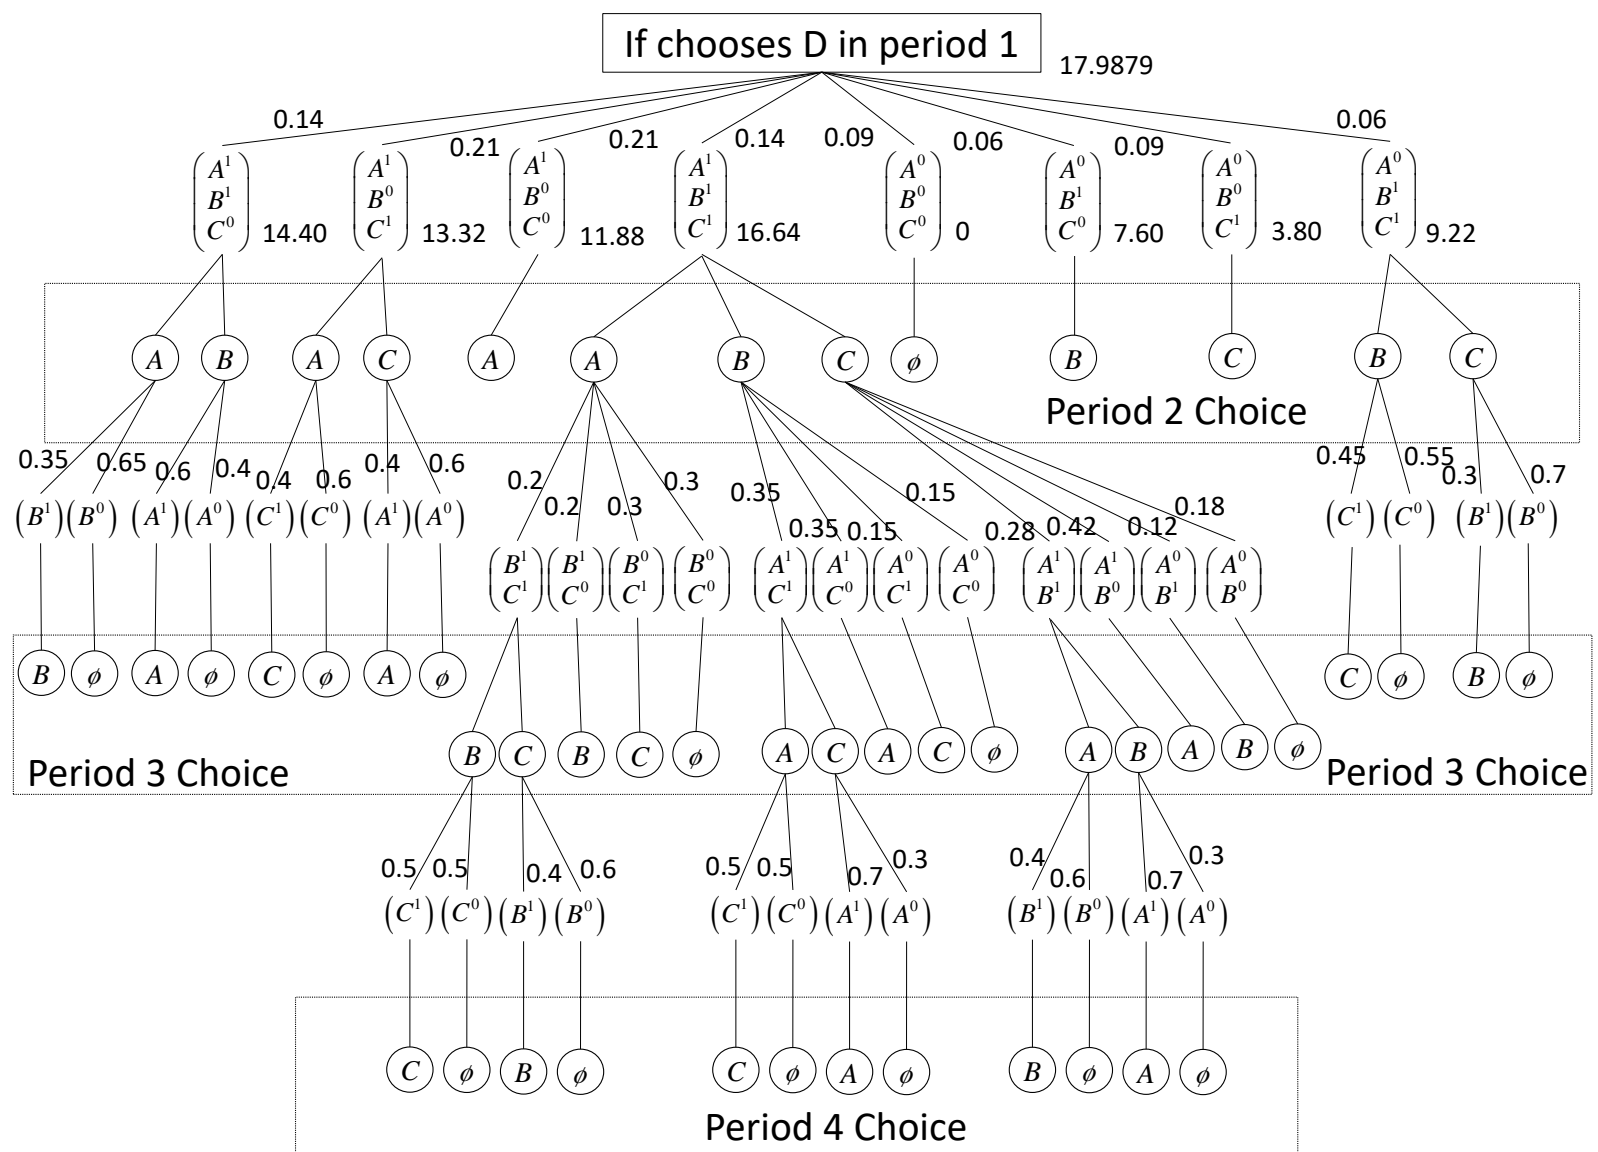 If chooses D in period 1
17.9879
0.14 0.21 0.21 0.14 0.09 0.06 0.09 0.06
A¹ A¹ A¹ A¹ A⁰ A⁰ A⁰ A⁰
B¹ B⁰ B⁰ B¹ B⁰ B¹ B⁰ B¹
C⁰ C¹ C⁰ C¹ C⁰ C⁰ C¹ C¹
14.40 13.32 11.88 16.64 0 7.60 3.80 9.22
A B A C A A B C ϕ B C B C
Period 2 Choice
0.35 0.65 0.6 0.4 0.4 0.6 0.4 0.6 0.2 0.2 0.3 0.3 0.35 0.35 0.15 0.15 0.28 0.42 0.12 0.18 0.45 0.55 0.3 0.7
(B¹) (B⁰) (A¹) (A⁰) (C¹) (C⁰) (A¹) (A⁰) (C¹) (C⁰) (B¹) (B⁰)
B¹ B¹ B⁰ B⁰ A¹ A¹ A⁰ A⁰ A¹ A¹ A⁰ A⁰
C¹ C⁰ C¹ C⁰ C¹ C⁰ C¹ C⁰ B¹ B⁰ B¹ B⁰
B ϕ A ϕ C ϕ A ϕ C ϕ B ϕ
B C B C ϕ A C A C ϕ A B A B ϕ
Period 3 Choice Period 3 Choice
0.5 0.5 0.4 0.6 0.5 0.5 0.7 0.3 0.4 0.6 0.7 0.3
(C¹) (C⁰) (B¹) (B⁰) (C¹) (C⁰) (A¹) (A⁰) (B¹) (B⁰) (A¹) (A⁰)
C ϕ B ϕ C ϕ A ϕ B ϕ A ϕ
Period 4 Choice